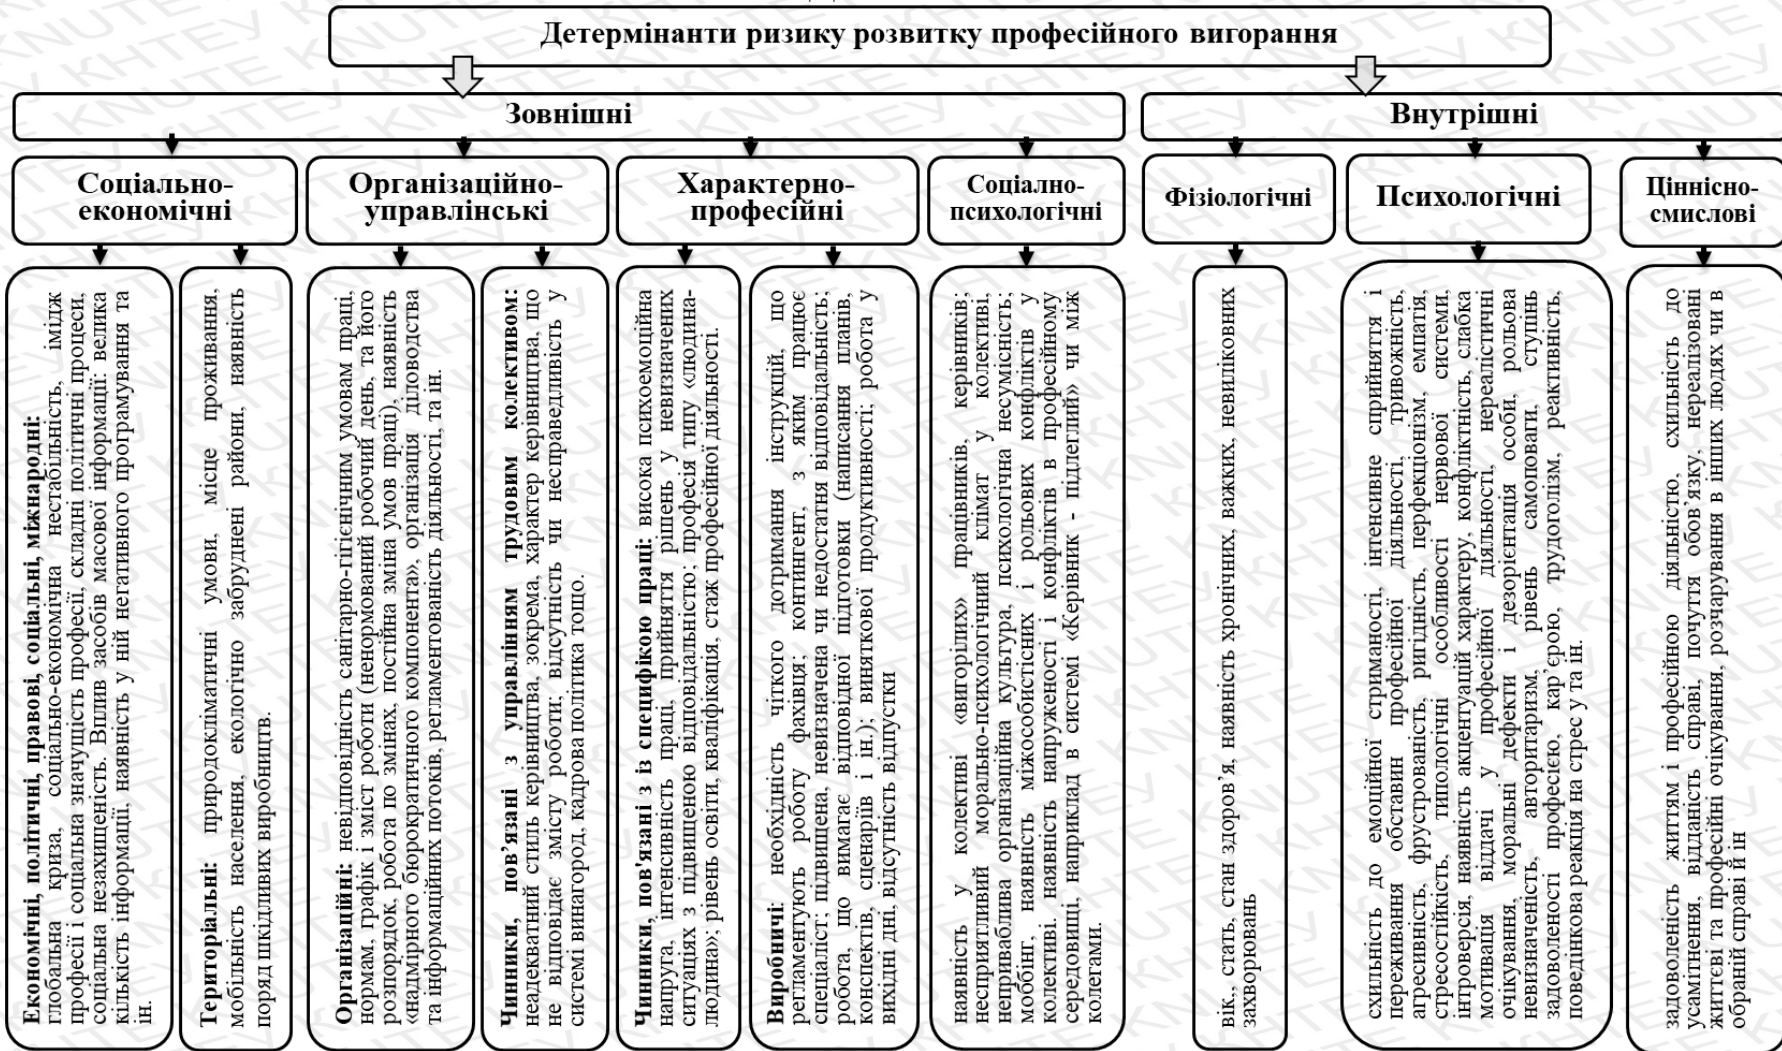 Детермінанти ризику розвитку професійного вигорання
Зовнішні
Внутрішні
Соціально-
економічні
Організаційно-
управлінські
Характерно-
професійні
Соціално-
психологічні
Фізіологічні
Психологічні
Ціннісно-
смислові
Економічні, політичні, правові, соціальні, міжнародні:
глобальна криза, соціально-економічна нестабільність, імідж
професії і соціальна значущість професії, складні політичні процеси,
соціальна незахищеність. Вплив засобів масової інформації: велика
кількість інформації, наявність у ній негативного програмування та
ін.
Територіальні: природокліматичні умови, місце проживання,
мобільність населення, екологічно забруднені райони, наявність
поряд шкідливих виробництв.
Організаційні: невідповідність санітарно-гігієнічним умовам праці,
нормам, графік і зміст роботи (ненормований робочий день, та його
розпорядок, робота по змінах, постійна зміна умов праці), наявність
«надмірного бюрократичного компонента», організація діловодства
та інформаційних потоків, регламентованість діяльності, та ін.
Чинники, пов’язані з управлінням трудовим колективом:
неадекватний стиль керівництва, зокрема, характер керівництва, що
не відповідає змісту роботи; відсутність чи несправедливість у
системі винагород, кадрова політика тощо.
Чинники, пов'язані із специфікою праці: висока психоемоційна
напруга, інтенсивність праці, прийняття рішень у невизначених
ситуаціях з підвищеною відповідальністю; професія типу «людина-
людина»; рівень освіти, кваліфікація, стаж професійної діяльності.
Виробничі: необхідність чіткого дотримання інструкцій, що
регламентують роботу фахівця; контингент, з яким працює
спеціаліст; підвищена, невизначена чи недостатня відповідальність;
робота, що вимагає відповідної підготовки (написання планів,
конспектів, сценаріїв і ін.); виняткової продуктивності; робота у
вихідні дні, відсутність відпустки
наявність у колективі «вигорілих» працівників, керівників;
несприятливий морально-психологічний клімат у колективі,
неприваблива організаційна культура, психологічна несумісність;
моббінг, наявність міжособистісних і рольових конфліктів у
колективі. наявність напруженості і конфліктів в професійному
середовищі, наприклад в системі «Керівник - підлеглий» чи між
колегами.
вік,, стать, стан здоров’я, наявність хронічних, важких, невиліковних
захворювань
схильність до емоційної стриманості, інтенсивне сприйняття і
переживання обставин професійної діяльності, тривожність,
агресивність, фрустрованість, ригідність, перфекціонізм, емпатія,
стресостійкість, типологічні особливості нервової системи,
інтроверсія, наявність акцентуацій характеру, конфліктність, слабка
мотивація віддачі у професійної діяльності, нереалістичні
очікування, моральні дефекти і дезорієнтація особи, рольова
невизначеність, авторитаризм, рівень самоповаги, ступінь
задоволеності професією, кар’єрою, трудоголізм, реактивність,
поведінкова реакція на стрес у та ін.
задоволеність життям і професійною діяльністю, схильність до
усамітнення, відданість справі, почуття обов’язку, нереалізовані
життєві та професійні очікування, розчарування в інших людях чи в
обраній справі й ін